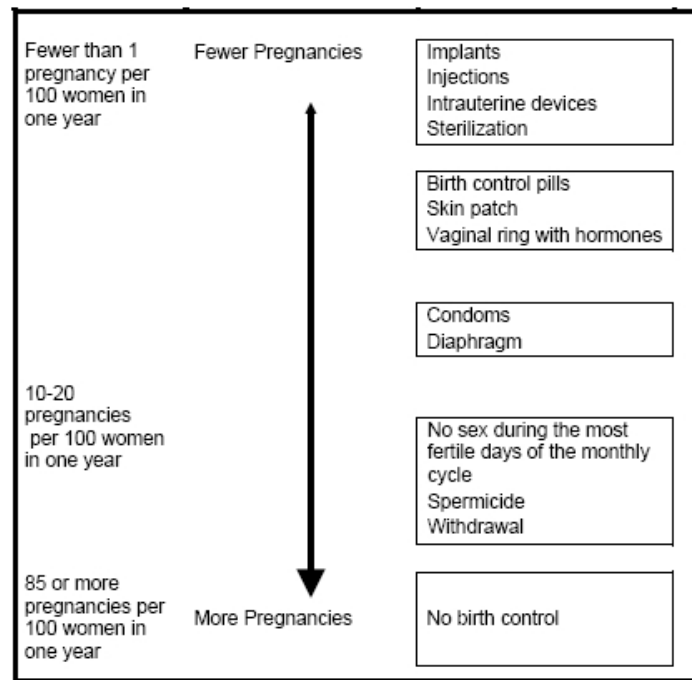 Fewer than 1
pregnancy per
100 women in
one year
Fewer Pregnancies
Implants
Injections
Intrauterine devices
Sterilization
Birth control pills
Skin patch
Vaginal ring with hormones
Condoms
Diaphragm
10-20
pregnancies
per 100 women
in one year
No sex during the most
fertile days of the monthly
cycle
Spermicide
Withdrawal
85 or more
pregnancies per
100 women in
one year
More Pregnancies
No birth control